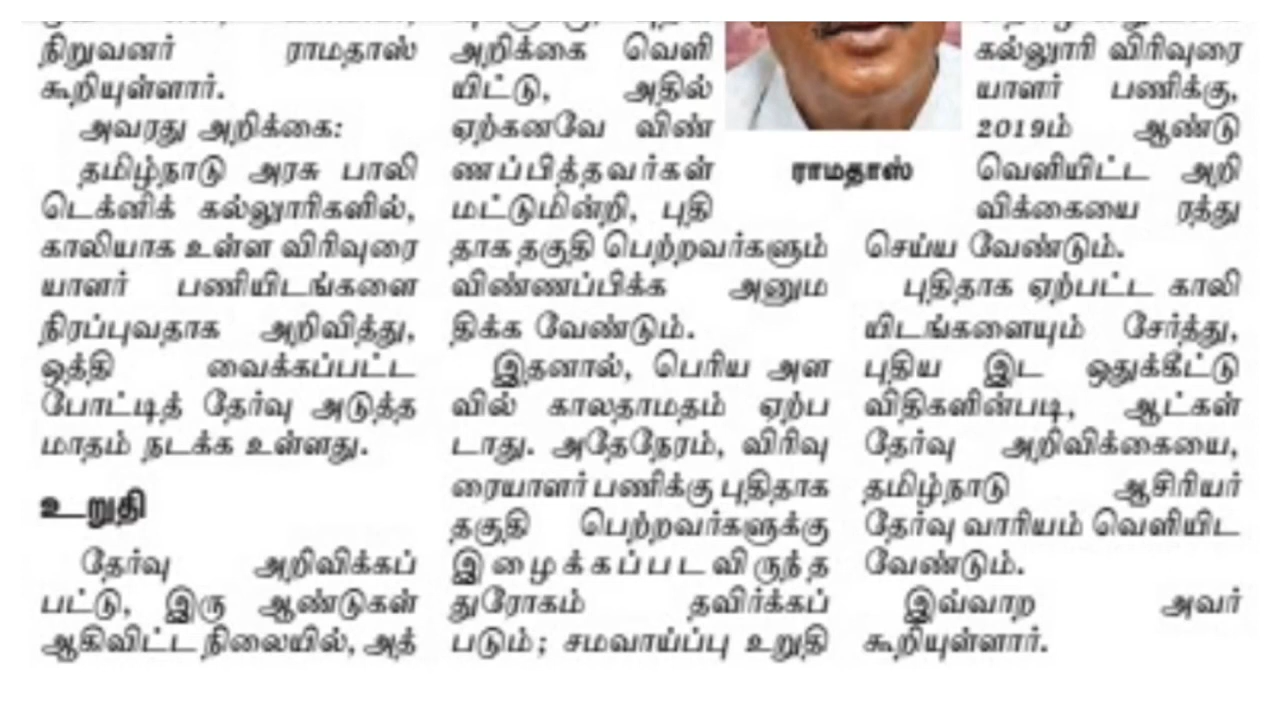 நிறுவனர் ராமதாஸ்
கூறியுள்ளார்.
அவரது அறிக்கை:
தமிழ்நாடு அரசு பாலி
டெக்னிக் கல்லூரிகளில்,
காலியாக உள்ள விரிவுரை
யாளர் பணியிடங்களை
நிரப்புவதாக அறிவித்து,
ஒத்தி வைக்கப்பட்ட
போட்டித் தேர்வு அடுத்த
மாதம் நடக்க உள்ளது.
உறுதி
தேர்வு அறிவிக்கப்
பட்டு, இரு ஆண்டுகள்
ஆகிவிட்ட நிலையில், அத்
அறிக்கை வெளி
யிட்டு, அதில்
ஏற்கனவே விண்
ணப்பித்தவர்கள்
மட்டுமின்றி, புதி
தாக தகுதி பெற்றவர்களும்
விண்ணப்பிக்க அனும
திக்க வேண்டும்.
இதனால், பெரிய அள
வில் காலதாமதம் ஏற்ப
டாது. அதேநேரம், விரிவு
ரையாளர் பணிக்கு புதிதாக
தகுதி பெற்றவர்களுக்கு
இழைக்கப்படவிருந்த
துரோகம் தவிர்க்கப்
படும்; சமவாய்ப்பு உறுதி
ராமதாஸ்
கல்லூரி விரிவுரை
யாளர் பணிக்கு,
2019ம் ஆண்டு
வெளியிட்ட அறி
விக்கையை ரத்து
செய்ய வேண்டும்.
புதிதாக ஏற்பட்ட காலி
யிடங்களையும் சேர்த்து,
புதிய இட ஒதுக்கீட்டு
விதிகளின்படி, ஆட்கள்
தேர்வு அறிவிக்கையை,
தமிழ்நாடு ஆசிரியர்
தேர்வு வாரியம் வெளியிட
வேண்டும்.
இவ்வாற அவர்
கூறியுள்ளார்.